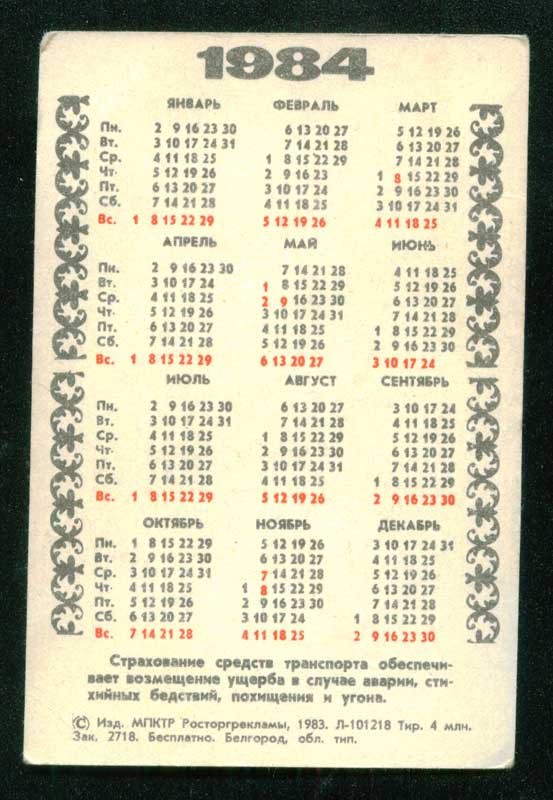 1984
ЯНВАРЬ ФЕВРАЛЬ МАРТ
Пн. 2 9 16 23 30 6 13 20 27 5 12 19 26
Вт. 3 10 17 24 31 7 14 21 28 6 13 20 27
Ср. 4 11 18 25 1 8 15 22 29 7 14 21 28
Чт. 5 12 19 26 2 9 16 23 1 8 15 22 29
Пт. 6 13 20 27 3 10 17 24 2 9 16 23 30
Сб. 7 14 21 28 4 11 18 25 3 10 17 24 31
Вс. 1 8 15 22 29 5 12 19 26 4 11 18 25
АПРЕЛЬ МАЙ ИЮНЬ
Пн. 2 9 16 23 30 7 14 21 28 4 11 18 25
Вт. 3 10 17 24 1 8 15 22 29 5 12 19 26
Ср. 4 11 18 25 2 9 16 23 30 6 13 20 27
Чт. 5 12 19 26 3 10 17 24 31 7 14 21 28
Пт. 6 13 20 27 4 11 18 25 1 8 15 22 29
Сб. 7 14 21 28 5 12 19 26 2 9 16 23 30
Вс. 1 8 15 22 29 6 13 20 27 3 10 17 24
ИЮЛЬ АВГУСТ СЕНТЯБРЬ
Пн. 2 9 16 23 30 6 13 20 27 3 10 17 24
Вт. 3 10 17 24 31 7 14 21 28 4 11 18 25
Ср. 4 11 18 25 1 8 15 22 29 5 12 19 26
Чт. 5 12 19 26 2 9 16 23 30 6 13 20 27
Пт. 6 13 20 27 3 10 17 24 31 7 14 21 28
Сб. 7 14 21 28 4 11 18 25 1 8 15 22 29
Вс. 1 8 15 22 29 5 12 19 26 2 9 16 23 30
ОКТЯБРЬ НОЯБРЬ ДЕКАБРЬ
Пн. 1 8 15 22 29 5 12 19 26 3 10 17 24 31
Вт. 2 9 16 23 30 6 13 20 27 4 11 18 25
Ср. 3 10 17 24 31 7 14 21 28 5 12 19 26
Чт. 4 11 18 25 1 8 15 22 29 6 13 20 27
Пт. 5 12 19 26 2 9 16 23 30 7 14 21 28
Сб. 6 13 20 27 3 10 17 24 1 8 15 22 29
Вс. 7 14 21 28 4 11 18 25 2 9 16 23 30
Страхование средств транспорта обеспечи-
вает возмещение ущерба в случае аварии, сти-
хийных бедствий, похищения и угона.
© Изд. МПКТР Росторгрекламы, 1983. Л-101218 Тир. 4 млн.
Зак. 2718. Бесплатно. Белгород, обл. тип.